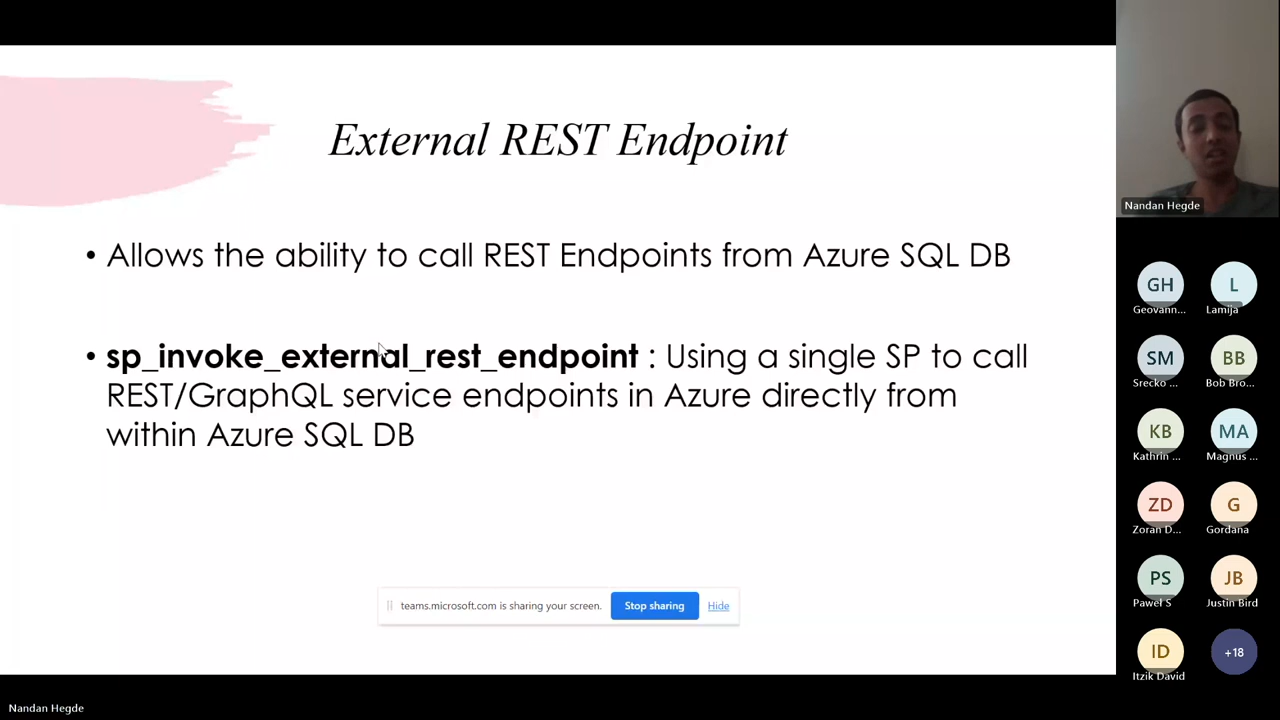 External REST Endpoint
• Allows the ability to call REST Endpoints from Azure SQL DB
• sp_invoke_external_rest_endpoint : Using a single SP to call
REST/GraphQL service endpoints in Azure directly from
within Azure SQL DB
teams.microsoft.com is sharing your screen. Stop sharing Hide
Nandan Hegde
GH L
Geovann... Lamija
SM BB
Srecko ... Bob Bro...
KB MA
Kathrin ... Magnus ...
ZD G
Zoran D... Gordana
PS JB
Pawel S Justin Bird
ID +18
Itzik David
Nandan Hegde